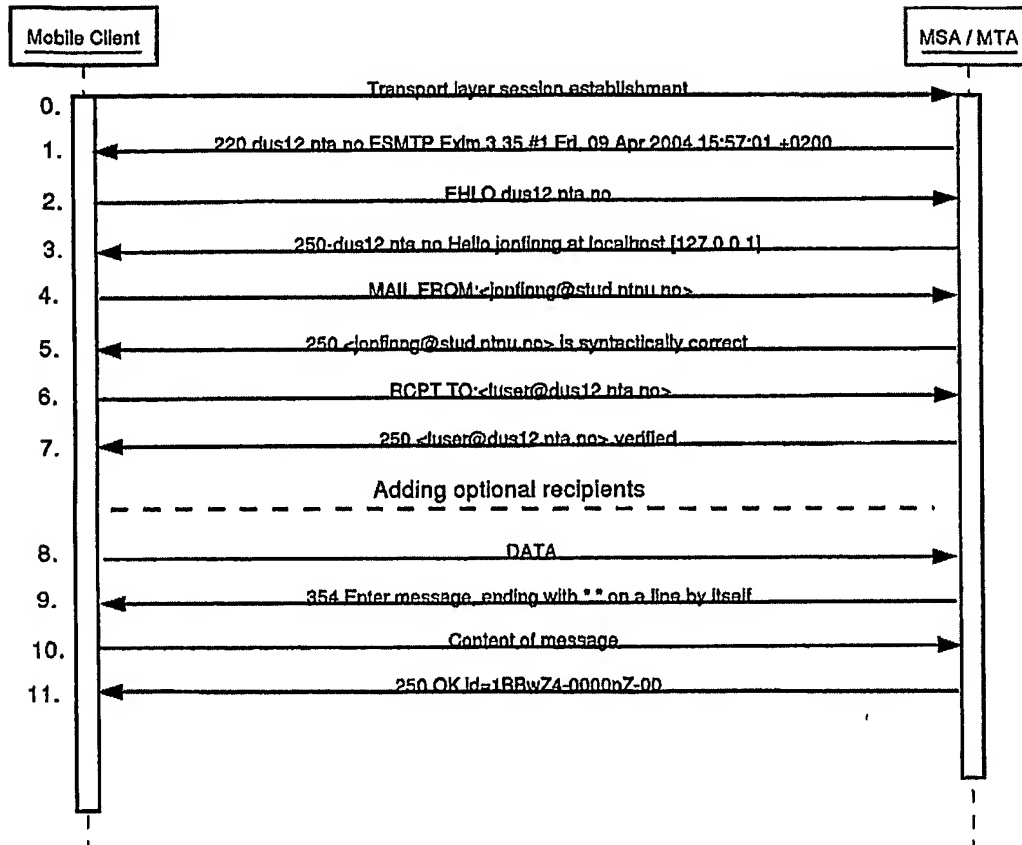 Mobile Client
MSA / MTA
0. Transport layer session establishment
1. 220 dus12.nta.no ESMTP Exim 3.35 #1 Fri, 09 Apr 2004 15:57:01 +0200
2. EHLO dus12.nta.no
3. 250-dus12.nta.no Hello jonfinng at localhost [127.0.0.1]
4. MAIL FROM:<jonfinng@stud.ntnu.no>
5. 250 <jonfinng@stud.ntnu.no> is syntactically correct
6. RCPT TO:<luser@dus12.nta.no>
7. 250 <luser@dus12.nta.no> verified
Adding optional recipients
8. DATA
9. 354 Enter message, ending with "." on a line by itself
10. Content of message
11. 250 OK id=1BBwZ4-0000nZ-00